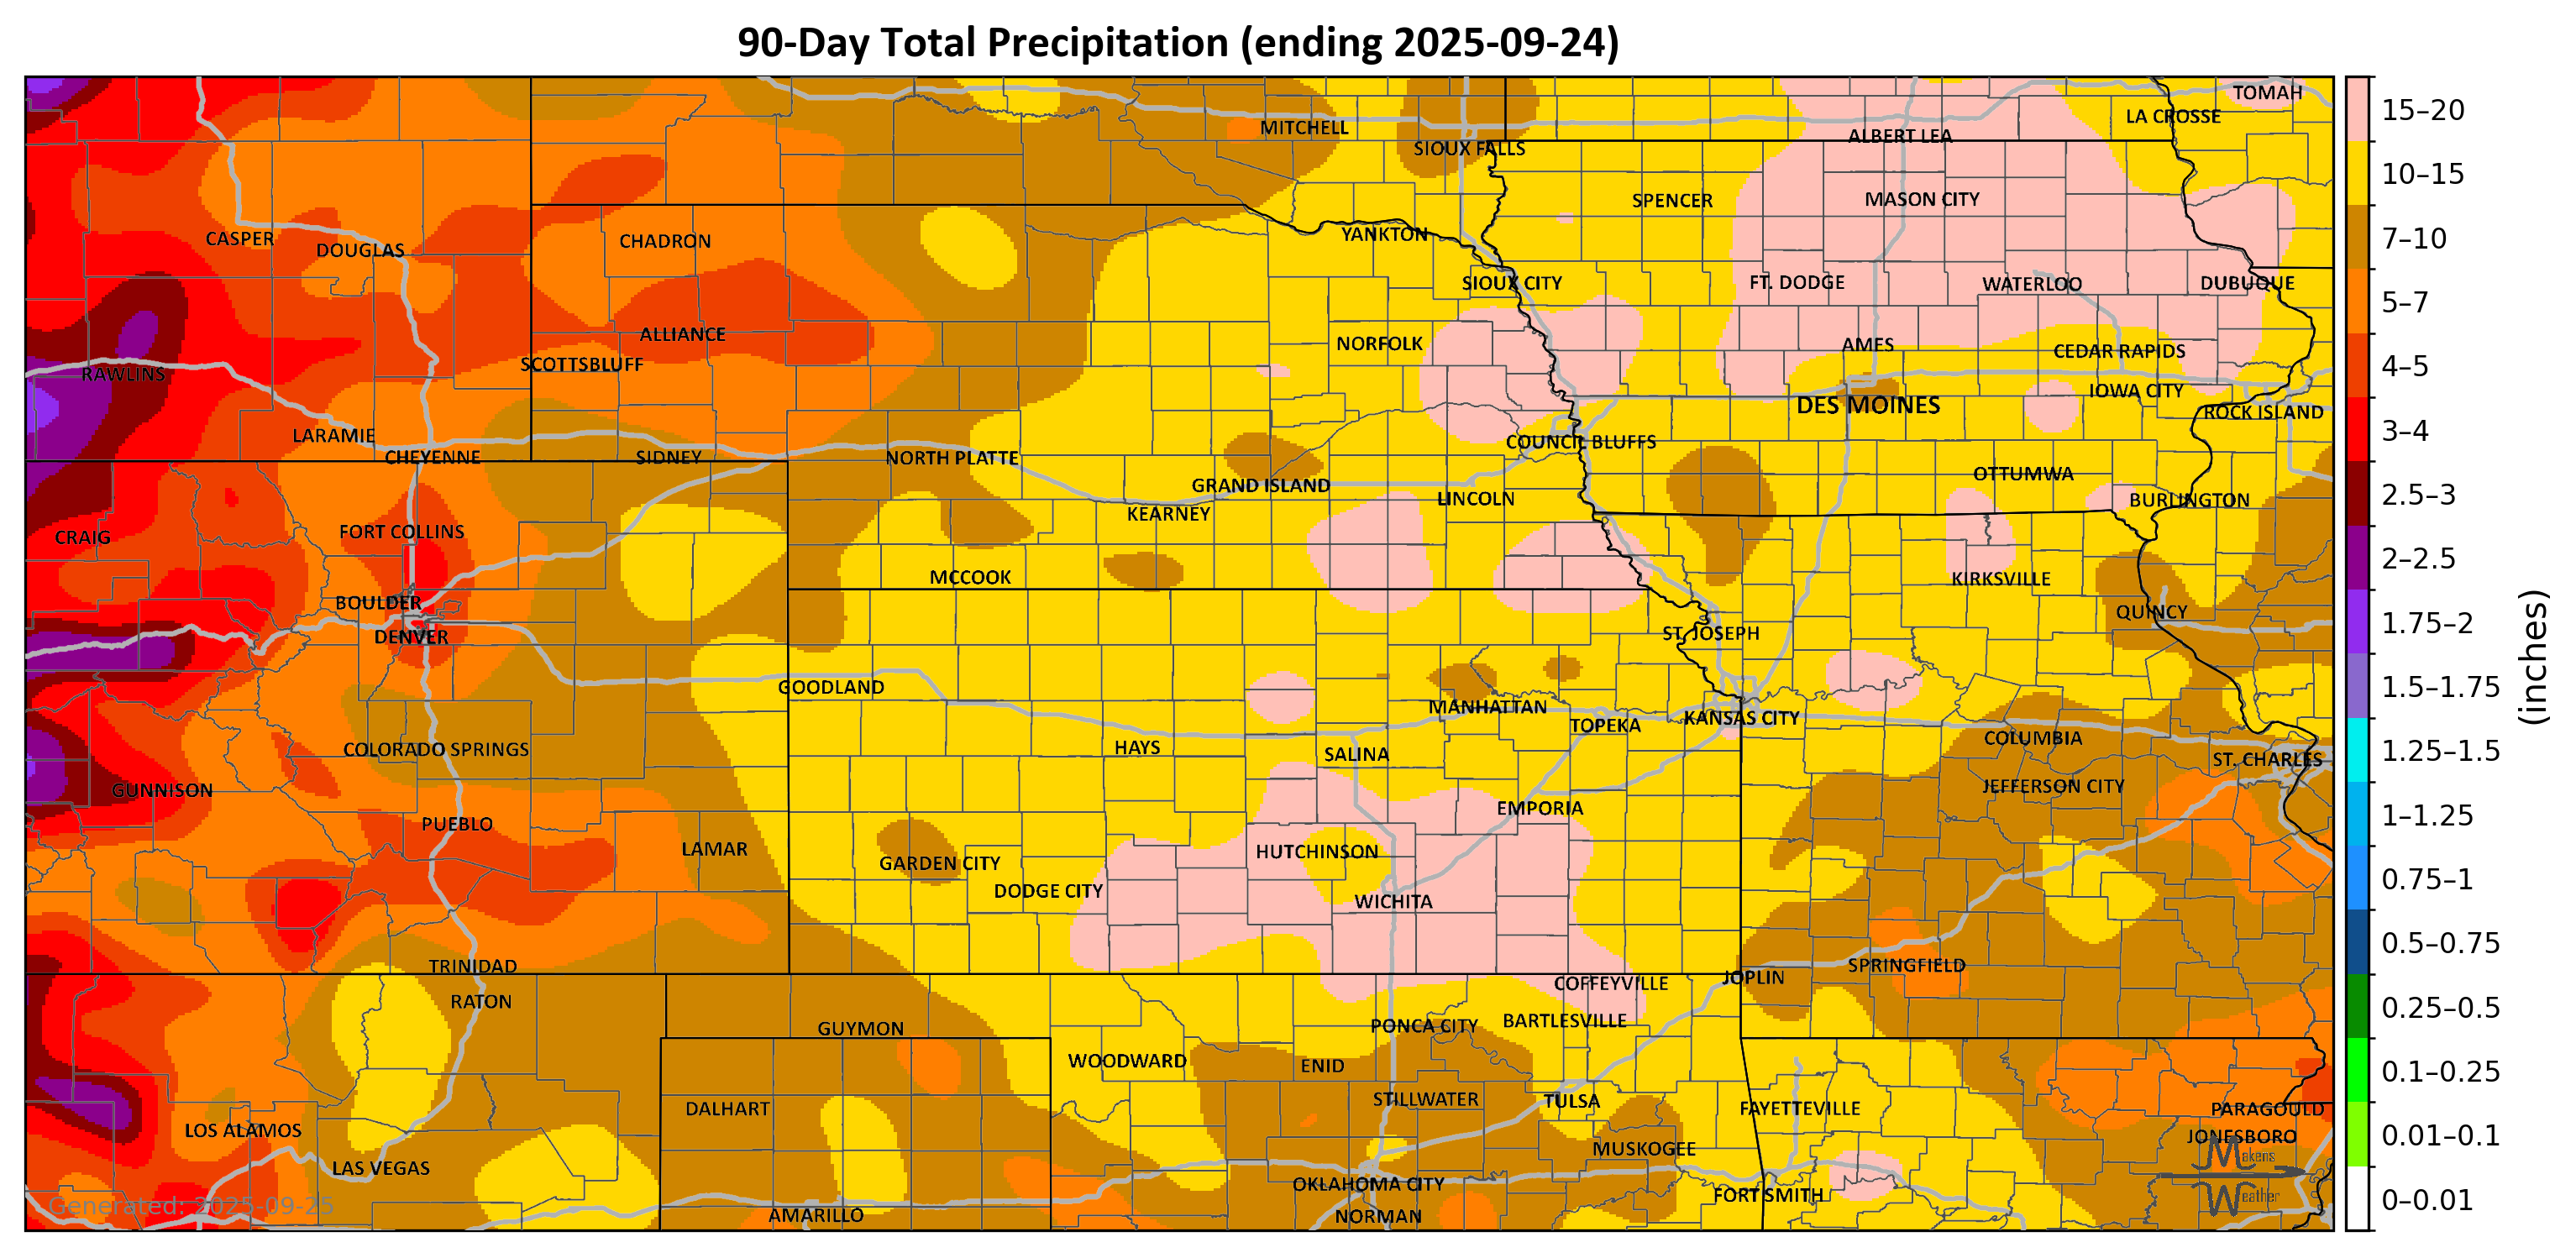 90-Day Total Precipitation (ending 2025-09-24)
TOMAH
LA CROSSE
MITCHELL
ALBERT LEA
SIOUX FALLS
SPENCER
MASON CITY
YANKTON
CASPER
CHADRON
DOUGLAS
SIOUX CITY
FT. DODGE
WATERLOO
DUBUQUE
ALLIANCE
NORFOLK
AMES
CEDAR RAPIDS
SCOTTSBLUFF
RAWLINS
IOWA CITY
DES MOINES
ROCK ISLAND
LARAMIE
COUNCIL BLUFFS
CHEYENNE
SIDNEY
NORTH PLATTE
OTTUMWA
GRAND ISLAND
LINCOLN
BURLINGTON
KEARNEY
FORT COLLINS
CRAIG
MCCOOK
KIRKSVILLE
BOULDER
QUINCY
DENVER
ST. JOSEPH
GOODLAND
MANHATTAN
KANSAS CITY
TOPEKA
COLUMBIA
COLORADO SPRINGS
HAYS
SALINA
ST. CHARLES
GUNNISON
JEFFERSON CITY
EMPORIA
PUEBLO
LAMAR
HUTCHINSON
GARDEN CITY
DODGE CITY
WICHITA
TRINIDAD
SPRINGFIELD
JOPLIN
COFFEYVILLE
RATON
BARTLESVILLE
PONCA CITY
GUYMON
WOODWARD
ENID
STILLWATER
TULSA
DALHART
FAYETTEVILLE
PARAGOULD
LOS ALAMOS
JONESBORO
MUSKOGEE
LAS VEGAS
OKLAHOMA CITY
FORT SMITH
AMARILLO
NORMAN
Makens
Weather
Generated: 2025-09-25
15–20
10–15
7–10
5–7
4–5
3–4
2.5–3
2–2.5
1.75–2
1.5–1.75
1.25–1.5
1–1.25
0.75–1
0.5–0.75
0.25–0.5
0.1–0.25
0.01–0.1
0–0.01
(inches)